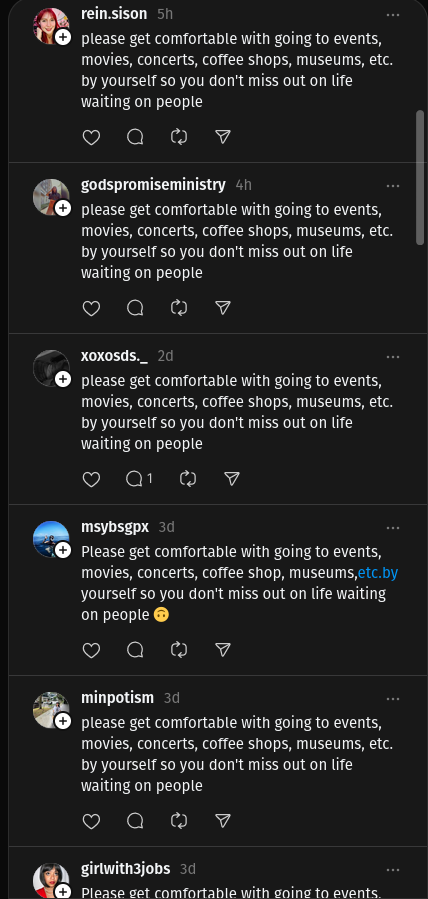 rein.sison 5h
please get comfortable with going to events,
movies, concerts, coffee shops, museums, etc.
by yourself so you don't miss out on life
waiting on people
godspromiseministry 4h
please get comfortable with going to events,
movies, concerts, coffee shops, museums, etc.
by yourself so you don't miss out on life
waiting on people
xoxosds._ 2d
please get comfortable with going to events,
movies, concerts, coffee shops, museums, etc.
by yourself so you don't miss out on life
waiting on people
1
msybsgpx 3d
Please get comfortable with going to events,
movies, concerts, coffee shop, museums,etc.by
yourself so you don't miss out on life waiting
on people 🙃
minpotism 3d
please get comfortable with going to events,
movies, concerts, coffee shops, museums, etc.
by yourself so you don't miss out on life
waiting on people
girlwith3jobs 3d
Please get comfortable with going to events,